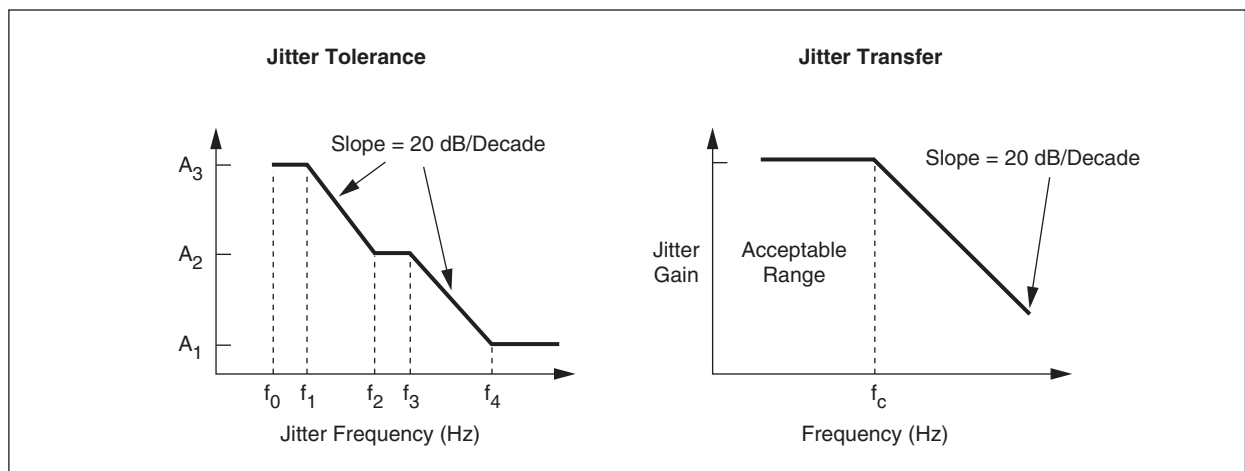 Jitter Tolerance
Slope = 20 dB/Decade
A3
A2
A1
f0 f1 f2 f3 f4
Jitter Frequency (Hz)
Jitter Transfer
Slope = 20 dB/Decade
Jitter
Gain
Acceptable
Range
fc
Frequency (Hz)